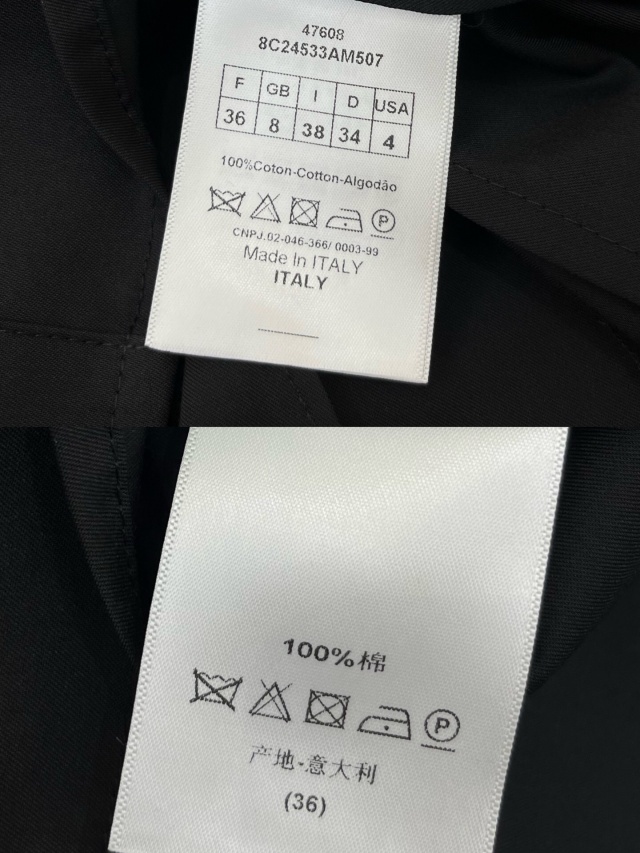 47608
8C24533AM507
F GB I D USA
36 8 38 34 4
100%Coton-Cotton-Algodão
P
CNPJ.02-046-366/ 0003-99
Made In ITALY
ITALY
100%棉
P
产地-意大利
(36)